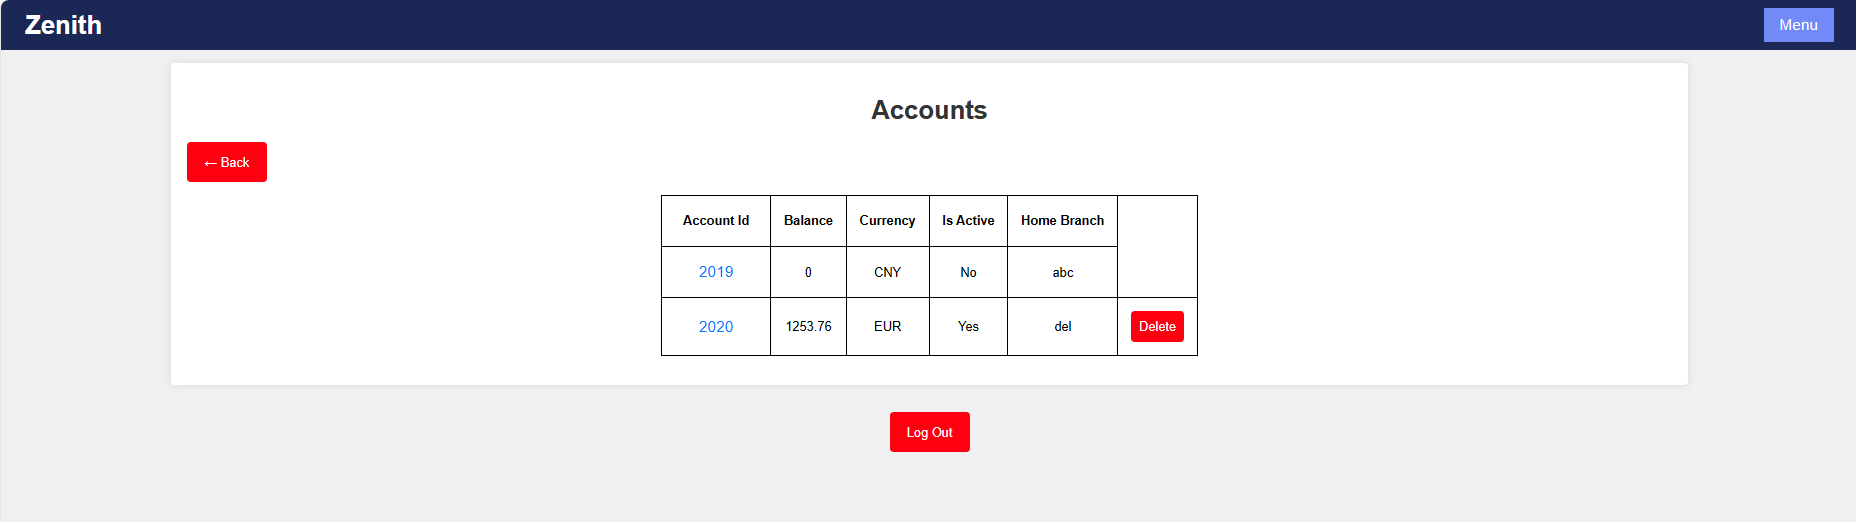 Zenith Menu
Accounts
← Back
Account Id Balance Currency Is Active Home Branch
2019 0 CNY No abc
2020 1253.76 EUR Yes del Delete
Log Out